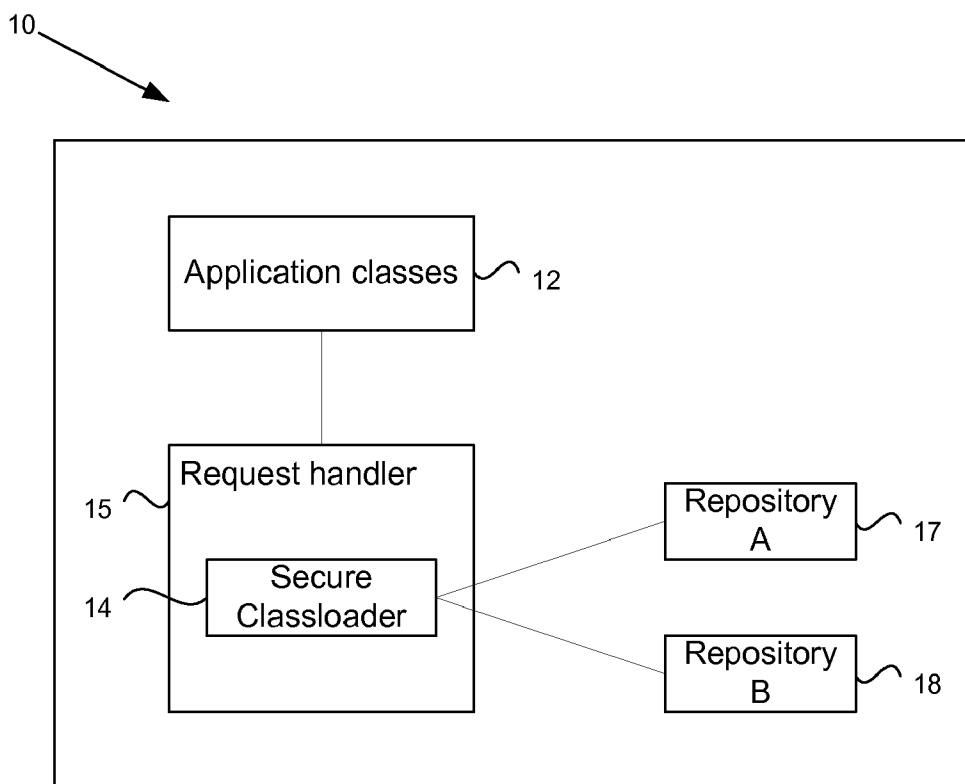 10
Application classes
12
Request handler
15
Secure
Classloader
14
Repository
A
17
Repository
B
18